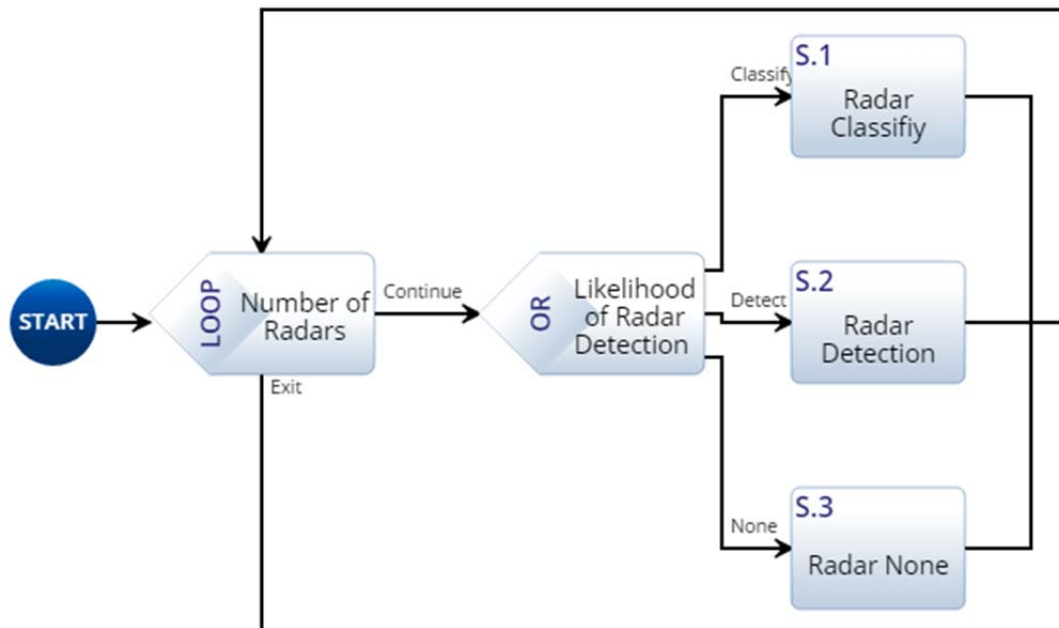 START
LOOP
Number of
Radars
Continue
Exit
OR
Likelihood
of Radar
Detection
Classify
S.1
Radar
Classifiy
Detect
S.2
Radar
Detection
None
S.3
Radar None